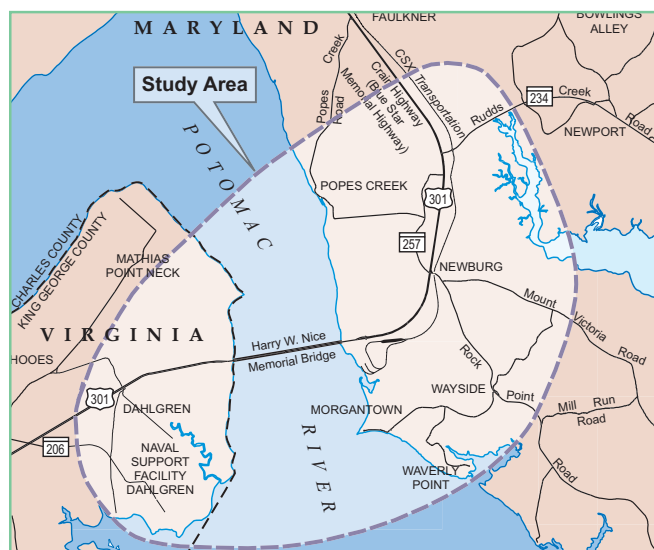 MARYLAND
FAULKNER
BOWLINGS
ALLEY
Popes
Creek
Road
Crain Highway
(Blue Star
Memorial Highway)
CSX Transportation
Study Area
234
Rudds
Creek
Road
NEWPORT
POTOMAC
RIVER
POPES CREEK
301
257
NEWBURG
CHARLES COUNTY
KING GEORGE COUNTY
MATHIAS
POINT NECK
VIRGINIA
HOOES
Harry W. Nice
Memorial Bridge
Mount
Victoria
Road
Rock
Point
WAYSIDE
Mill Run
Road
Road
301
DAHLGREN
MORGANTOWN
206
NAVAL
SUPPORT
FACILITY
DAHLGREN
WAVERLY
POINT